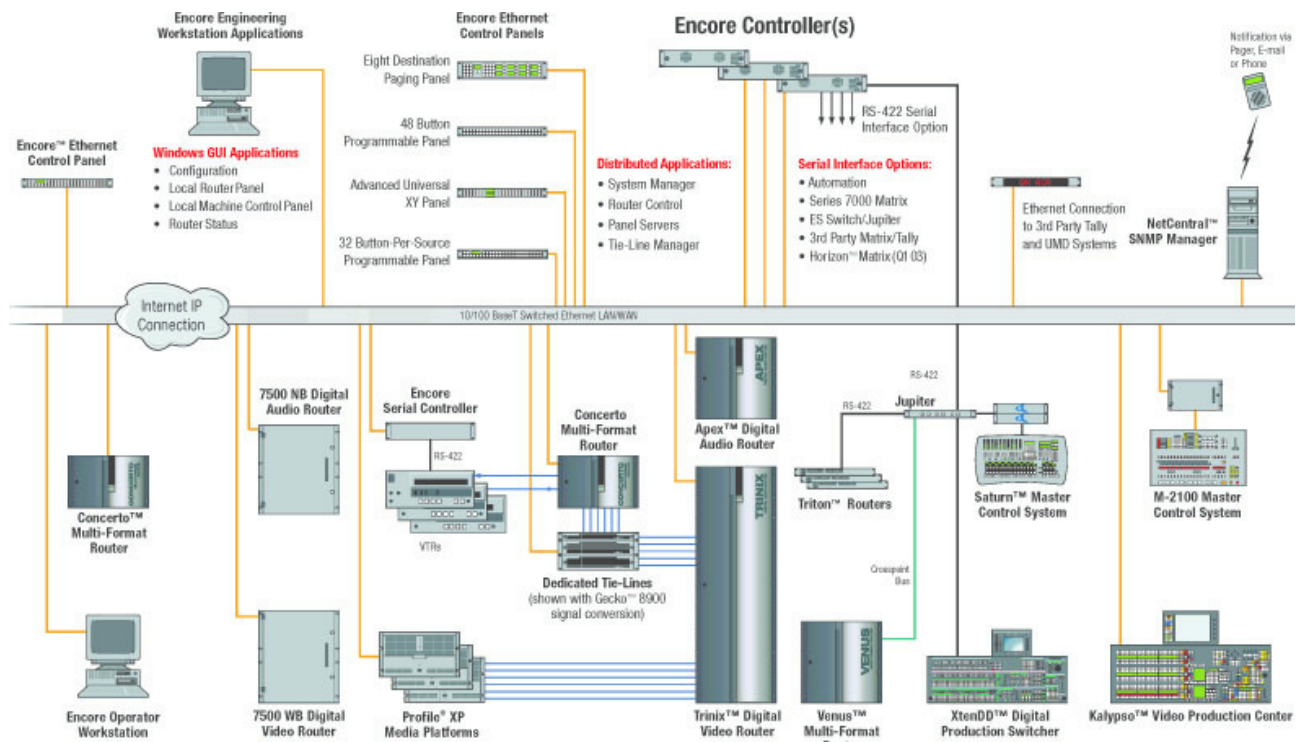 Encore Engineering
Workstation Applications
Encore Ethernet
Control Panels
Encore Controller(s)
Notification via
Pager, E-mail
or Phone
Eight Destination
Paging Panel
RS-422 Serial
Interface Option
48 Button
Programmable Panel
Encore™ Ethernet
Control Panel
Windows GUI Applications
• Configuration
• Local Router Panel
• Local Machine Control Panel
• Router Status
Advanced Universal
XY Panel
32 Button-Per-Source
Programmable Panel
Distributed Applications:
• System Manager
• Router Control
• Panel Servers
• Tie-Line Manager
Serial Interface Options:
• Automation
• Series 7000 Matrix
• ES Switch/Jupiter
• 3rd Party Matrix/Tally
• Horizon™ Matrix (Q1 03)
Ethernet Connection
to 3rd Party Tally
and UMD Systems
NetCentral™
SNMP Manager
Internet IP
Connection
10/100 BaseT Switched Ethernet LAN/WAN
7500 NB Digital
Audio Router
Encore
Serial Controller
RS-422
VTRs
Concerto
Multi-Format
Router
CONCERTO
APEX
Apex™ Digital
Audio Router
RS-422
RS-422
Jupiter
Triton™ Routers
Saturn™ Master
Control System
M-2100 Master
Control System
CONCERTO
Concerto™
Multi-Format
Router
TRINIX
Dedicated Tie-Lines
(shown with Gecko™ 8900
signal conversion)
Crosspoint
Bus
VENUS
Encore Operator
Workstation
7500 WB Digital
Video Router
Profile® XP
Media Platforms
Trinix™ Digital
Video Router
Venus™
Multi-Format
XtenDD™ Digital
Production Switcher
Kalypso™ Video Production Center